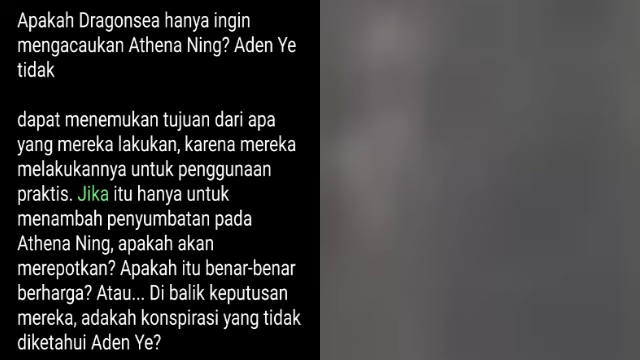 Apakah Dragonsea hanya ingin
mengacaukan Athena Ning? Aden Ye
tidak
dapat menemukan tujuan dari apa
yang mereka lakukan, karena mereka
melakukannya untuk penggunaan
praktis. Jika itu hanya untuk
menambah penyumbatan pada
Athena Ning, apakah akan
merepotkan? Apakah itu benar-benar
berharga? Atau... Di balik keputusan
mereka, adakah konspirasi yang tidak
diketahui Aden Ye?